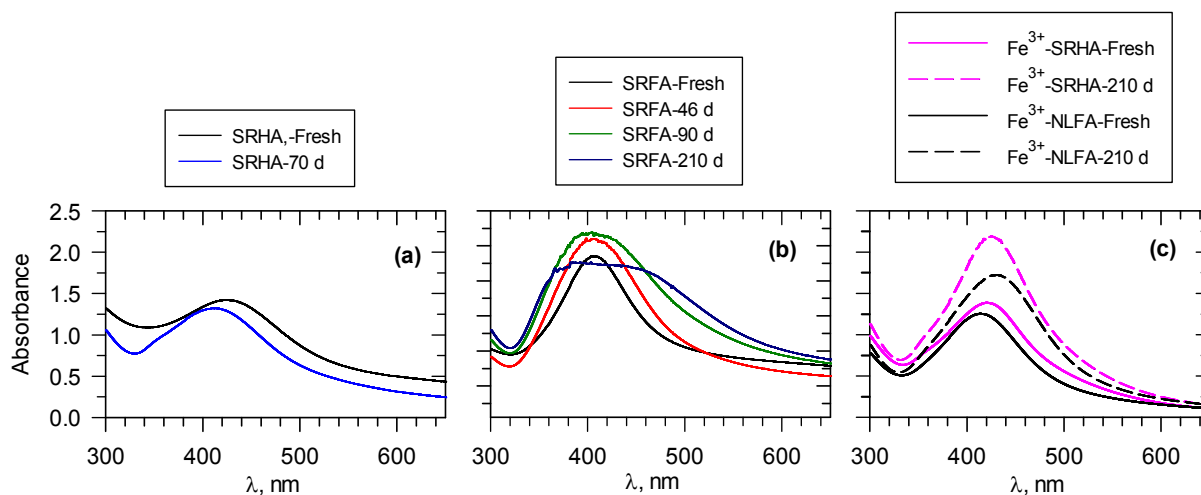 SRHA,-Fresh
SRHA-70 d
SRFA-Fresh
SRFA-46 d
SRFA-90 d
SRFA-210 d
Fe3+-SRHA-Fresh
Fe3+-SRHA-210 d
Fe3+-NLFA-Fresh
Fe3+-NLFA-210 d
Absorbance
2.5
2.0
1.5
1.0
0.5
0.0
(a)
(b)
(c)
300 400 500 600
300 400 500 600
300 400 500 600
λ, nm
λ, nm
λ, nm